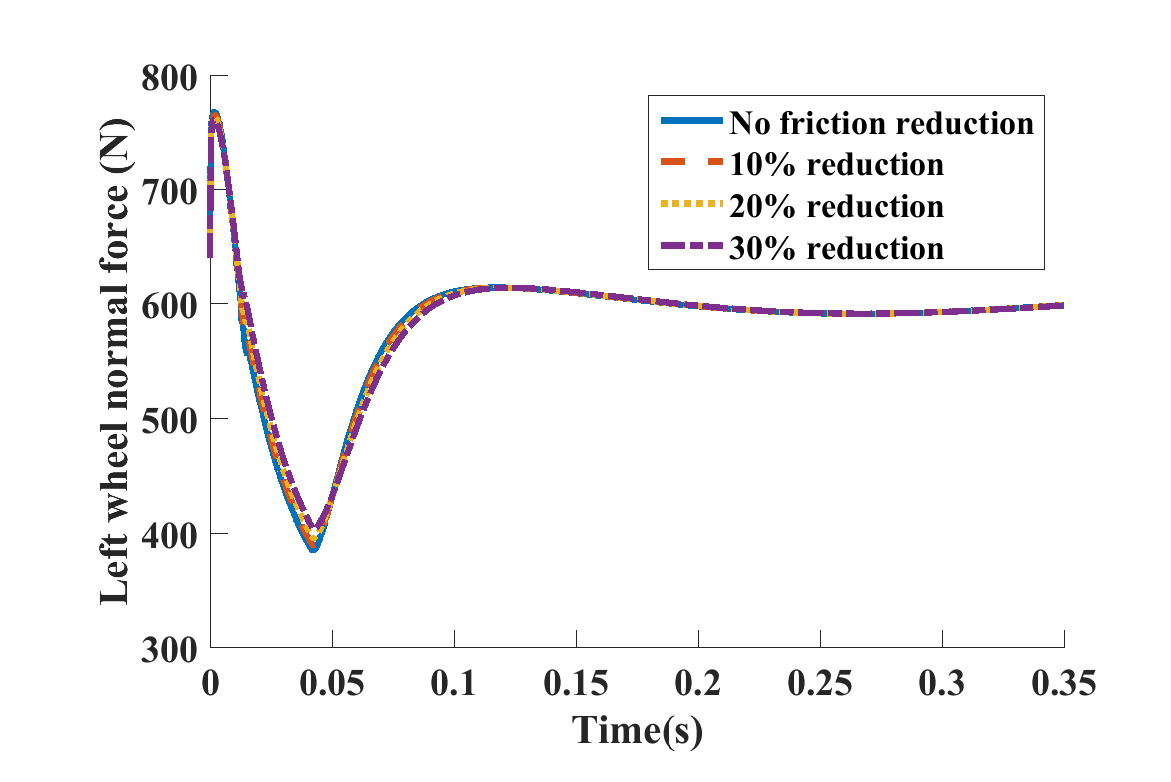 800
700
600
500
400
300
Left wheel normal force (N)
No friction reduction
10% reduction
20% reduction
30% reduction
0 0.05 0.1 0.15 0.2 0.25 0.3 0.35
Time(s)